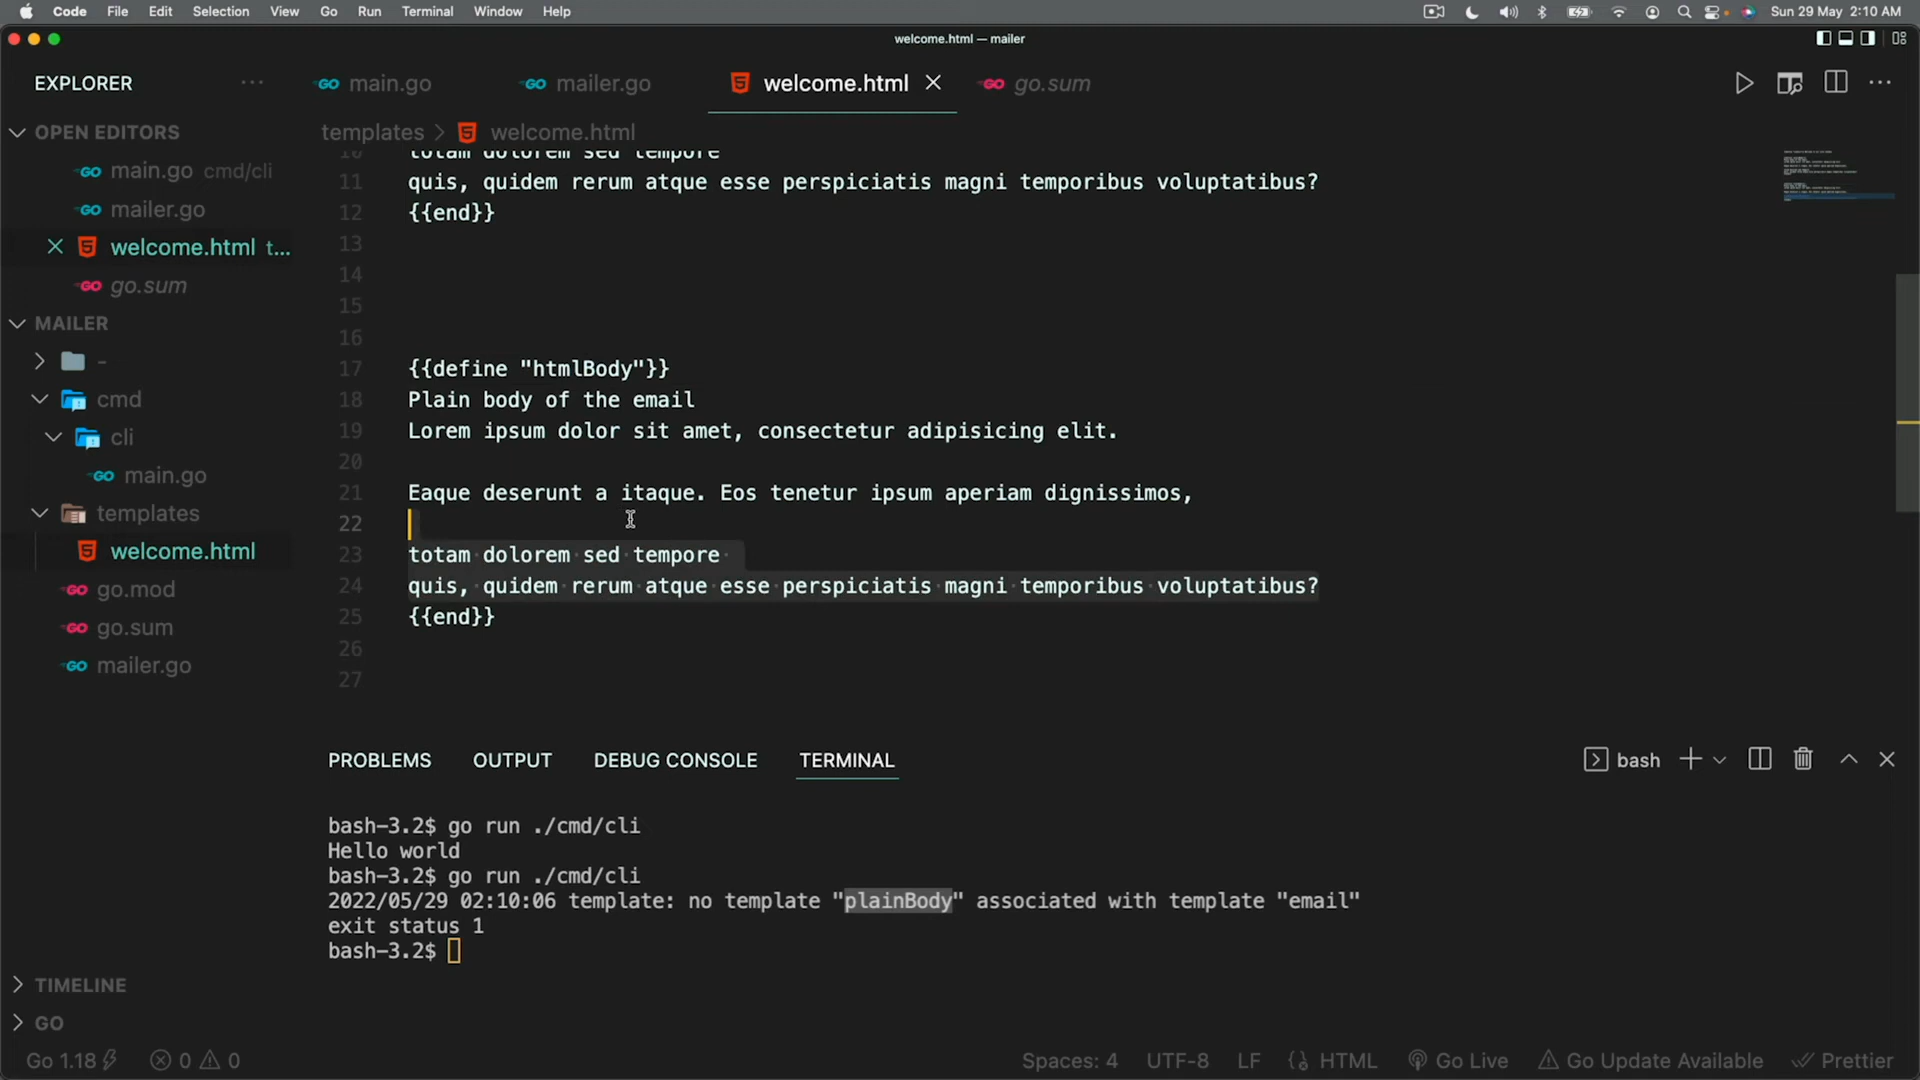 Code File Edit Selection View Go Run Terminal Window Help Sun 29 May 2:10 AM
welcome.html — mailer
EXPLORER
main.go mailer.go welcome.html go.sum
OPEN EDITORS
main.go cmd/cli
mailer.go
welcome.html t...
go.sum
MAILER
-
cmd
cli
main.go
templates
welcome.html
go.mod
go.sum
mailer.go
TIMELINE
GO
templates > welcome.html
10 totam dolorem sed tempore
11 quis, quidem rerum atque esse perspiciatis magni temporibus voluptatibus?
12 {{end}}
13
14
15
16
17 {{define "htmlBody"}}
18 Plain body of the email
19 Lorem ipsum dolor sit amet, consectetur adipisicing elit.
20
21 Eaque deserunt a itaque. Eos tenetur ipsum aperiam dignissimos,
22
23 totam dolorem sed tempore
24 quis, quidem rerum atque esse perspiciatis magni temporibus voluptatibus?
25 {{end}}
26
27
PROBLEMS OUTPUT DEBUG CONSOLE TERMINAL bash
bash-3.2$ go run ./cmd/cli
Hello world
bash-3.2$ go run ./cmd/cli
2022/05/29 02:10:06 template: no template "plainBody" associated with template "email"
exit status 1
bash-3.2$
Go 1.18 0 0 Spaces: 4 UTF-8 LF HTML Go Live Go Update Available Prettier